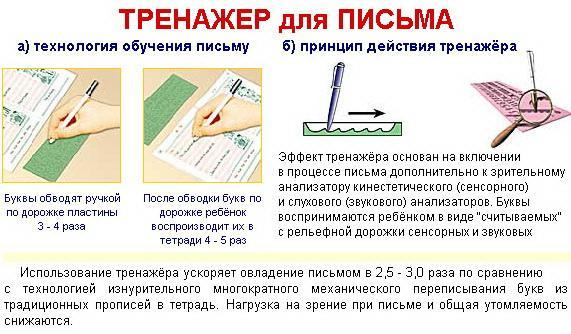 ТРЕНАЖЕР для ПИСЬМА
а) технология обучения письму
б) принцип действия тренажёра
Буквы обводят ручкой
по дорожке пластины
3 - 4 раза
После обводки букв по
дорожке ребёнок
воспроизводит их в
тетради 4 - 5 раз
Эффект тренажёра основан на включении
в процессе письма дополнительно к зрительному
анализатору кинестетического (сенсорного)
и слухового (звукового) анализаторов. Буквы
воспринимаются ребёнком в виде "считываемых"
с рельефной дорожки сенсорных и звуковых
Использование тренажёра ускоряет овладение письмом в 2,5 - 3,0 раза по сравнению
с технологией изнурительного многократного механического переписывания букв из
традиционных прописей в тетрадь. Нагрузка на зрение при письме и общая утомляемость
снижаются.